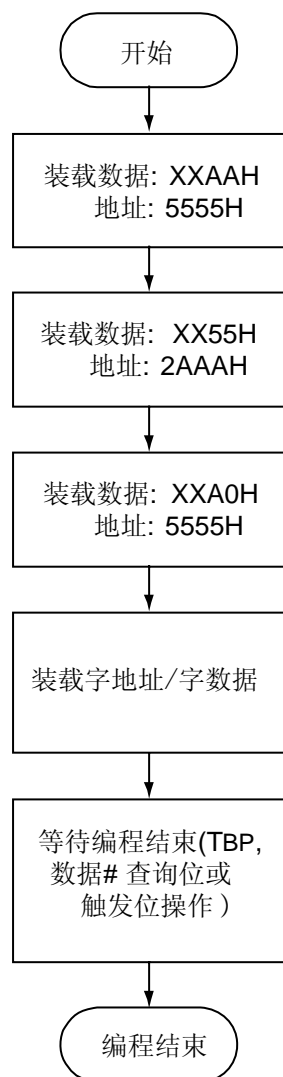 开始
装载数据: XXAAH
地址: 5555H
装载数据: XX55H
地址: 2AAAH
装载数据: XXA0H
地址: 5555H
装载字地址/字数据
等待编程结束(TBP,
数据# 查询位或
触发位操作 )
编程结束